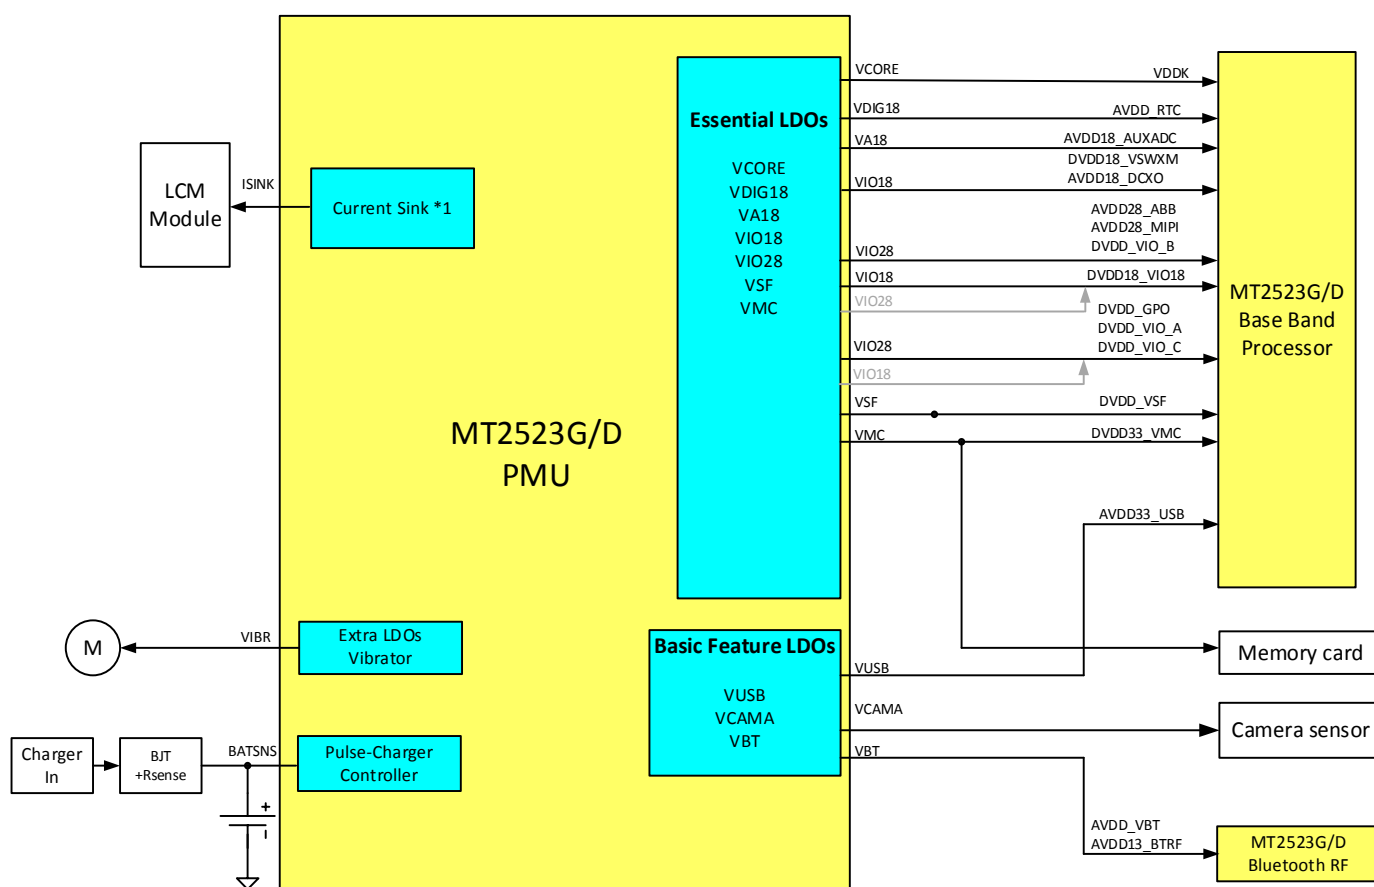 LCM
Module
ISINK
Current Sink *1
MT2523G/D
PMU
Essential LDOs
VCORE
VDIG18
VA18
VIO18
VIO28
VSF
VMC
VCORE
VDDK
VDIG18
AVDD_RTC
VA18
AVDD18_AUXADC
DVDD18_VSWXM
VIO18
AVDD18_DCXO
AVDD28_ABB
AVDD28_MIPI
VIO28
DVDD_VIO_B
VIO18
DVDD18_VIO18
VIO28
DVDD_GPO
DVDD_VIO_A
VIO28
DVDD_VIO_C
VIO18
VSF
DVDD_VSF
VMC
DVDD33_VMC
AVDD33_USB
MT2523G/D
Base Band
Processor
M
VIBR
Extra LDOs
Vibrator
Basic Feature LDOs
VUSB
VCAMA
VBT
VUSB
VCAMA
VBT
Memory card
Camera sensor
Charger
In
BJT
+Rsense
BATSNS
Pulse-Charger
Controller
+
AVDD_VBT
AVDD13_BTRF
MT2523G/D
Bluetooth RF